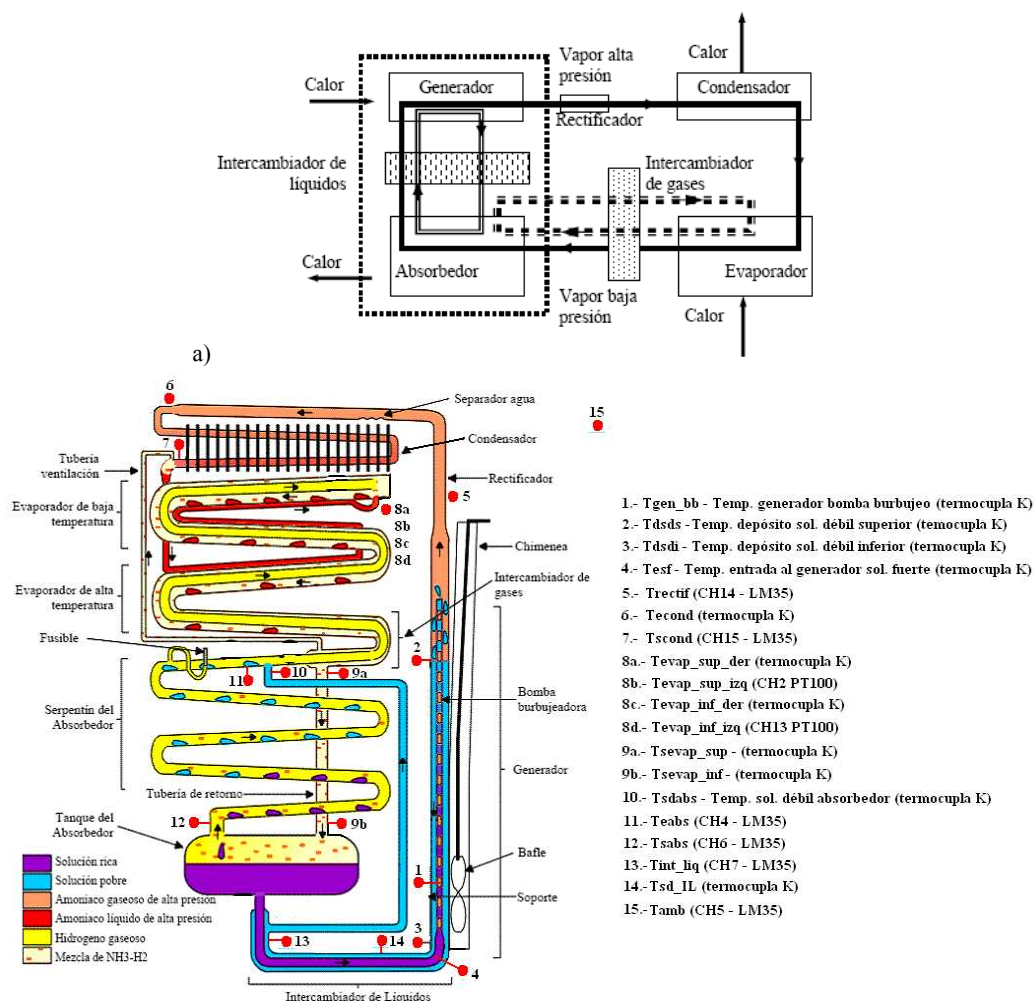 Calor
Vapor alta
presión
Calor
Generador
Condensador
Rectificador
Intercambiador de
líquidos
Intercambiador
de gases
Calor
Absorbedor
Evaporador
Vapor baja
presión
Calor
a)
6
Separador agua
15
7
Condensador
Tuberia
ventilación
Rectificador
5
Evaporador de baja
temperatura
8a
8b
8c
8d
Chimenea
Evaporador de alta
temperatura
Intercambiador de
gases
Fusible
2
11
10
9a
Serpentín del
Absorbedor
Bomba
burbujeadora
Generador
Tubería de retorno
12
9b
Tanque del
Absorbedor
1
Bafle
Soporte
3
13
14
4
Intercambiador de Líquidos
Solución rica
Solución pobre
Amoniaco gaseoso de alta presión
Amoniaco líquido de alta presión
Hidrogeno gaseoso
Mezcla de NH3-H2
1.- Tgen_bb - Temp. generador bomba burbujeo (termocupla K)
2.- Tdsds - Temp. depósito sol. débil superior (temocupla K)
3.- Tdsdi - Temp. depósito sol. débil inferior (termocupla K)
4.- Tesf - Temp. entrada al generador sol. fuerte (termocupla K)
5.- Trectif (CH14 - LM35)
6.- Tecond (termocupla K)
7.- Tscond (CH15 - LM35)
8a.- Tevap_sup_der (termocupla K)
8b.- Tevap_sup_izq (CH2 PT100)
8c.- Tevap_inf_der (termocupla K)
8d.- Tevap_inf_izq (CH13 PT100)
9a.- Tsevap_sup - (termocupla K)
9b.- Tsevap_inf - (termocupla K)
10.- Tsdabs - Temp. sol. débil absorbedor (termocupla K)
11.- Teabs (CH4 - LM35)
12.- Tsabs (CH6 - LM35)
13.- Tint_liq (CH7 - LM35)
14.- Tsd_IL (termocupla K)
15.- Tamb (CH5 - LM35)